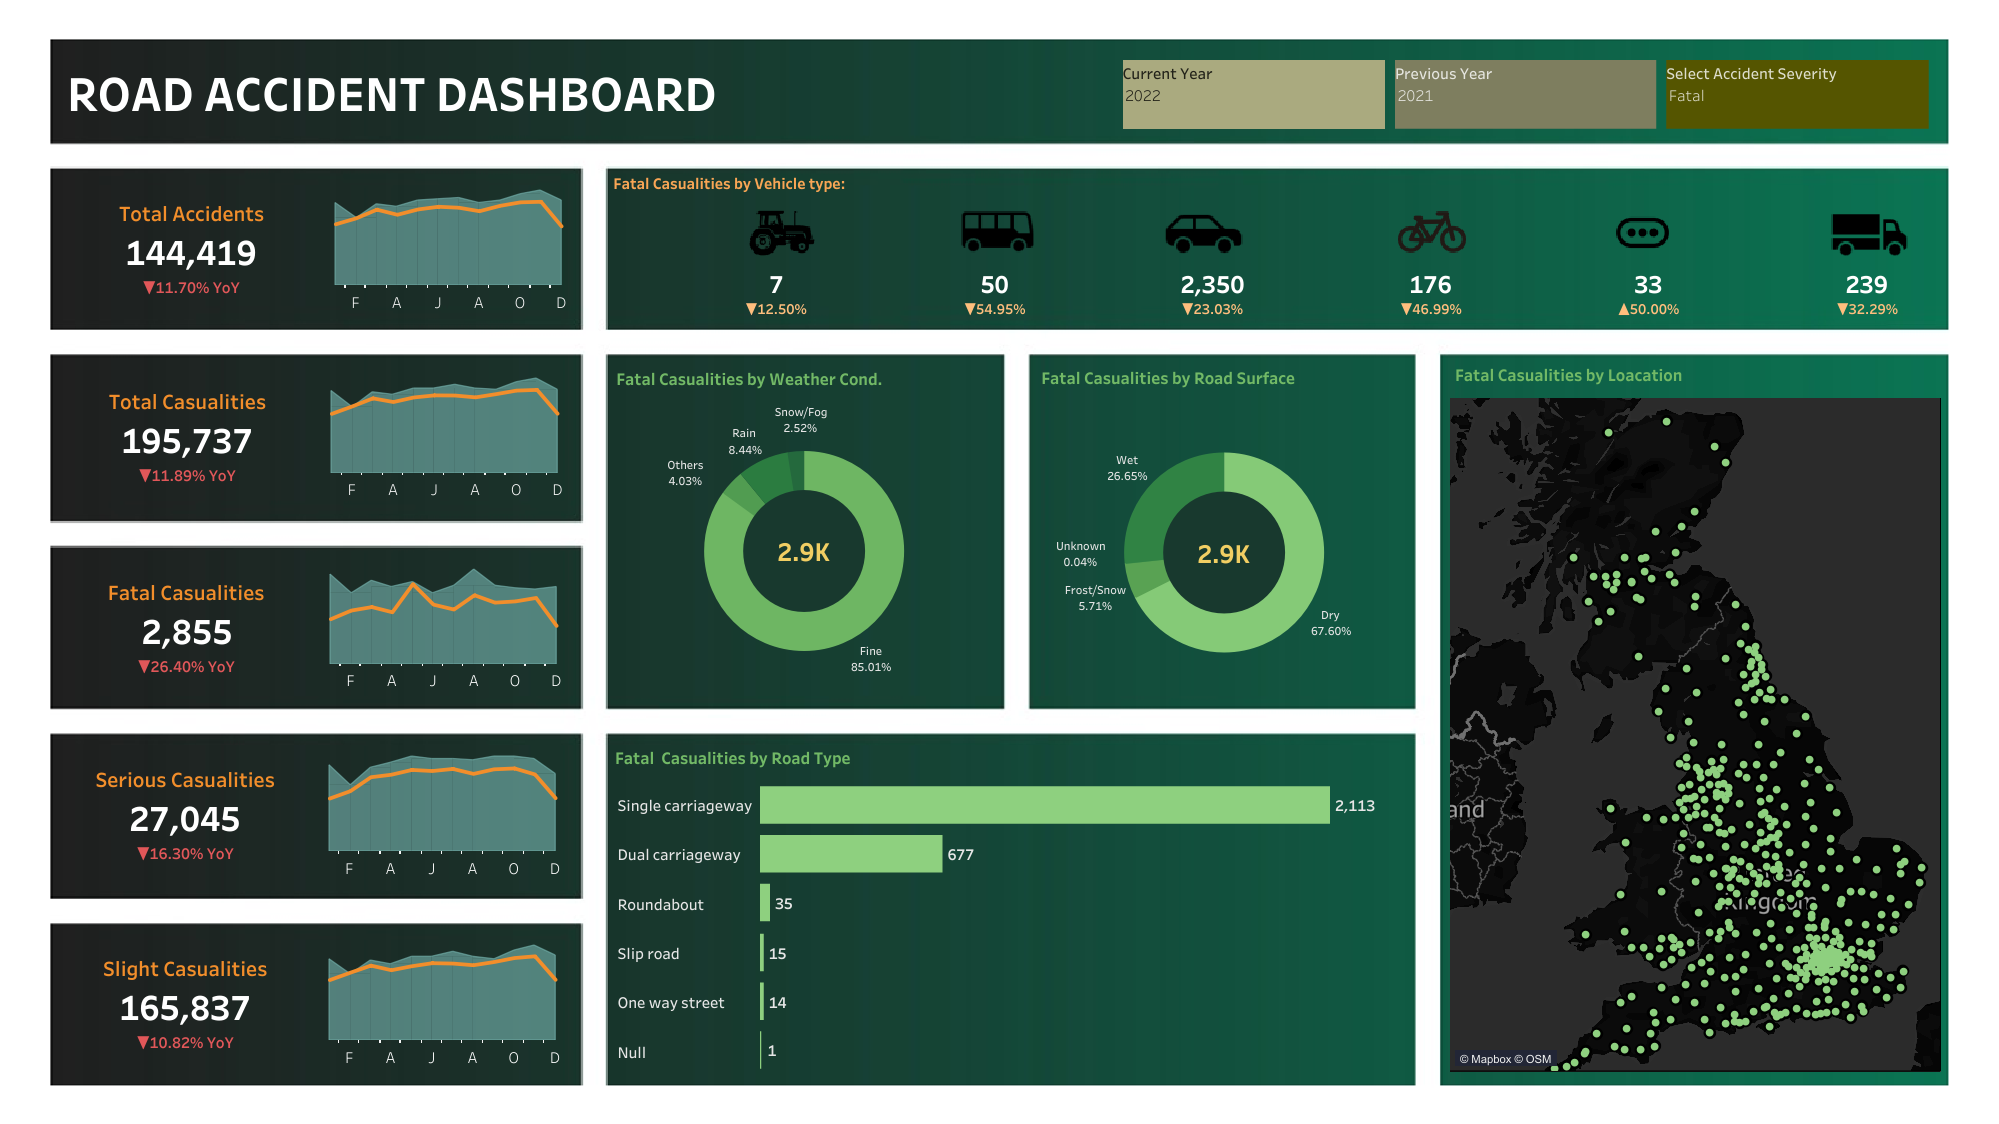 ROAD ACCIDENT DASHBOARD
Current Year
2022
Previous Year
2021
Select Accident Severity
Fatal
Total Accidents
144,419
▼11.70% YoY
F A J A O D
Fatal Casualities by Vehicle type:
7 50 2,350 176 33 239
▼12.50% ▼54.95% ▼23.03% ▼46.99% ▲50.00% ▼32.29%
Total Casualities
195,737
▼11.89% YoY
F A J A O D
Fatal Casualities
2,855
▼26.40% YoY
F A J A O D
Serious Casualities
27,045
▼16.30% YoY
F A J A O D
Slight Casualities
165,837
▼10.82% YoY
F A J A O D
Fatal Casualities by Weather Cond.
Snow/Fog
2.52%
Rain
8.44%
Others
4.03%
2.9K
Fine
85.01%
Fatal Casualities by Road Surface
Wet
26.65%
Unknown
0.04%
Frost/Snow
5.71%
2.9K
Dry
67.60%
Fatal  Casualities by Road Type
Single carriageway 2,113
Dual carriageway 677
Roundabout 35
Slip road 15
One way street 14
Null 1
Fatal Casualities by Loacation
and
Kingdom
© Mapbox © OSM